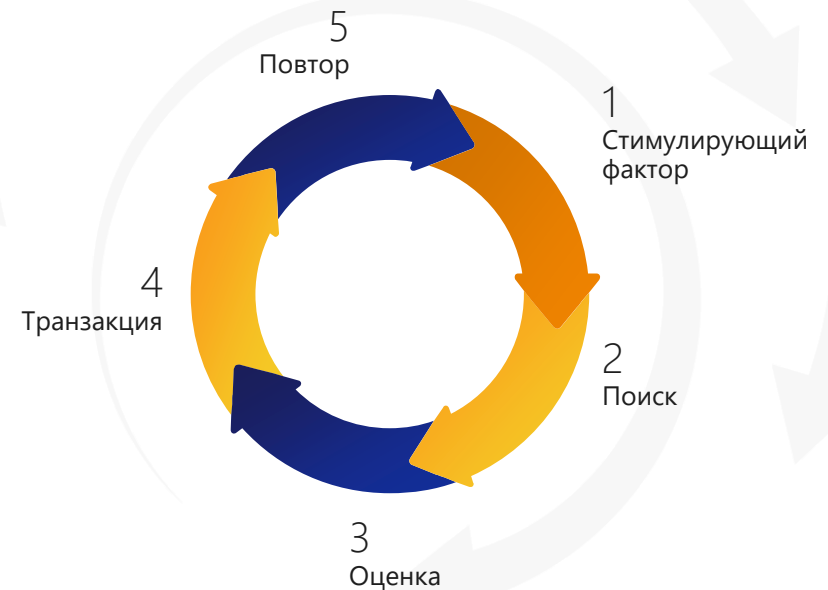 5
Повтор
1
Стимулирующий
фактор
4
Транзакция
2
Поиск
3
Оценка